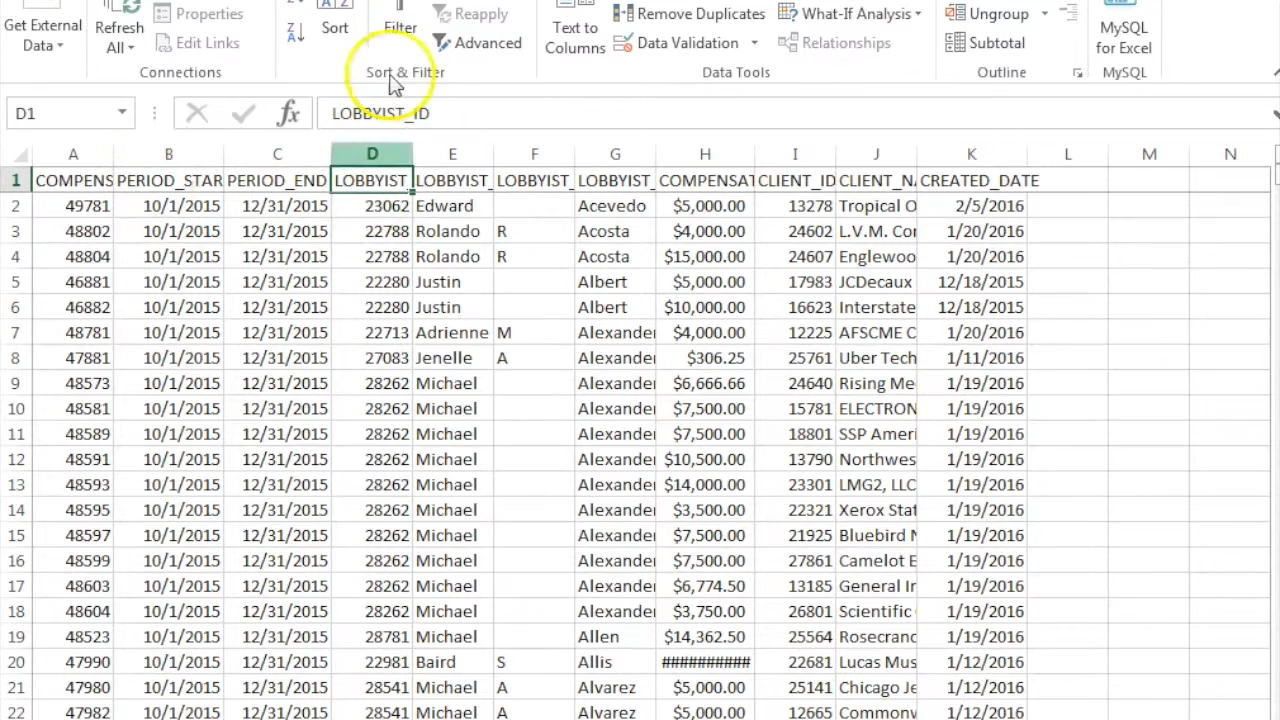 Get External Data
Refresh All
Properties
Edit Links
Connections
Sort
Filter
Reapply
Advanced
Sort & Filter
Text to Columns
Remove Duplicates
Data Validation
What-If Analysis
Relationships
Data Tools
Ungroup
Subtotal
Outline
MySQL for Excel
MySQL
D1 fx LOBBYIST_ID
A B C D E F G H I J K L M N
1 COMPENS PERIOD_STAR PERIOD_END LOBBYIST_ LOBBYIST_ LOBBYIST_ LOBBYIST_ COMPENSAT CLIENT_ID CLIENT_NA CREATED_DATE
2 49781 10/1/2015 12/31/2015 23062 Edward Acevedo $5,000.00 13278 Tropical O 2/5/2016
3 48802 10/1/2015 12/31/2015 22788 Rolando R Acosta $4,000.00 24602 L.V.M. Cor 1/20/2016
4 48804 10/1/2015 12/31/2015 22788 Rolando R Acosta $15,000.00 24607 Englewoo 1/20/2016
5 46881 10/1/2015 12/31/2015 22280 Justin Albert $5,000.00 17983 JCDecaux 12/18/2015
6 46882 10/1/2015 12/31/2015 22280 Justin Albert $10,000.00 16623 Interstate 12/18/2015
7 48781 10/1/2015 12/31/2015 22713 Adrienne M Alexander $4,000.00 12225 AFSCME C 1/20/2016
8 47881 10/1/2015 12/31/2015 27083 Jenelle A Alexander $306.25 25761 Uber Tech 1/11/2016
9 48573 10/1/2015 12/31/2015 28262 Michael Alexander $6,666.66 24640 Rising Me 1/19/2016
10 48581 10/1/2015 12/31/2015 28262 Michael Alexander $7,500.00 15781 ELECTRON 1/19/2016
11 48589 10/1/2015 12/31/2015 28262 Michael Alexander $7,500.00 18801 SSP Ameri 1/19/2016
12 48591 10/1/2015 12/31/2015 28262 Michael Alexander $10,500.00 13790 Northwes 1/19/2016
13 48593 10/1/2015 12/31/2015 28262 Michael Alexander $14,000.00 23301 LMG2, LLC 1/19/2016
14 48595 10/1/2015 12/31/2015 28262 Michael Alexander $3,500.00 22321 Xerox Stat 1/19/2016
15 48597 10/1/2015 12/31/2015 28262 Michael Alexander $7,500.00 21925 Bluebird N 1/19/2016
16 48599 10/1/2015 12/31/2015 28262 Michael Alexander $7,500.00 27861 Camelot E 1/19/2016
17 48603 10/1/2015 12/31/2015 28262 Michael Alexander $6,774.50 13185 General Ir 1/19/2016
18 48604 10/1/2015 12/31/2015 28262 Michael Alexander $3,750.00 26801 Scientific 1/19/2016
19 48523 10/1/2015 12/31/2015 28781 Michael Allen $14,362.50 25564 Rosecranc 1/19/2016
20 47990 10/1/2015 12/31/2015 22981 Baird S Allis ########## 22681 Lucas Mus 1/12/2016
21 47980 10/1/2015 12/31/2015 28541 Michael A Alvarez $5,000.00 25141 Chicago Je 1/12/2016
22 47982 10/1/2015 12/31/2015 28541 Michael A Alvarez $5,000.00 12665 Commonw 1/12/2016